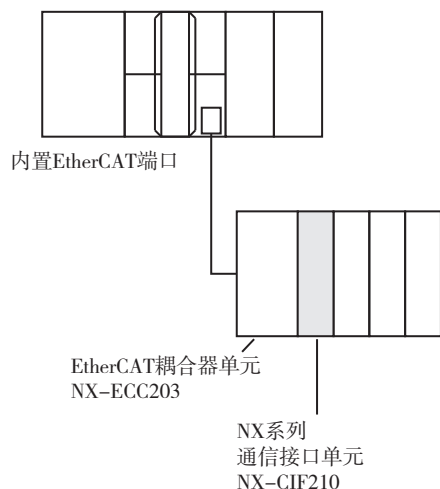 内置EtherCAT端口
EtherCAT耦合器单元
NX-ECC203
NX系列
通信接口单元
NX-CIF210